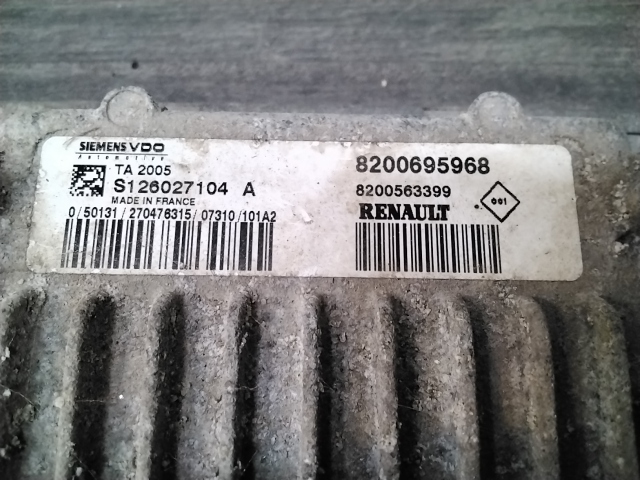 SIEMENS VDO
Automotive
TA 2005
S126027104 A
MADE IN FRANCE
0/50131/270476315/07310/101A2
8200695968
8200563399
RENAULT
001